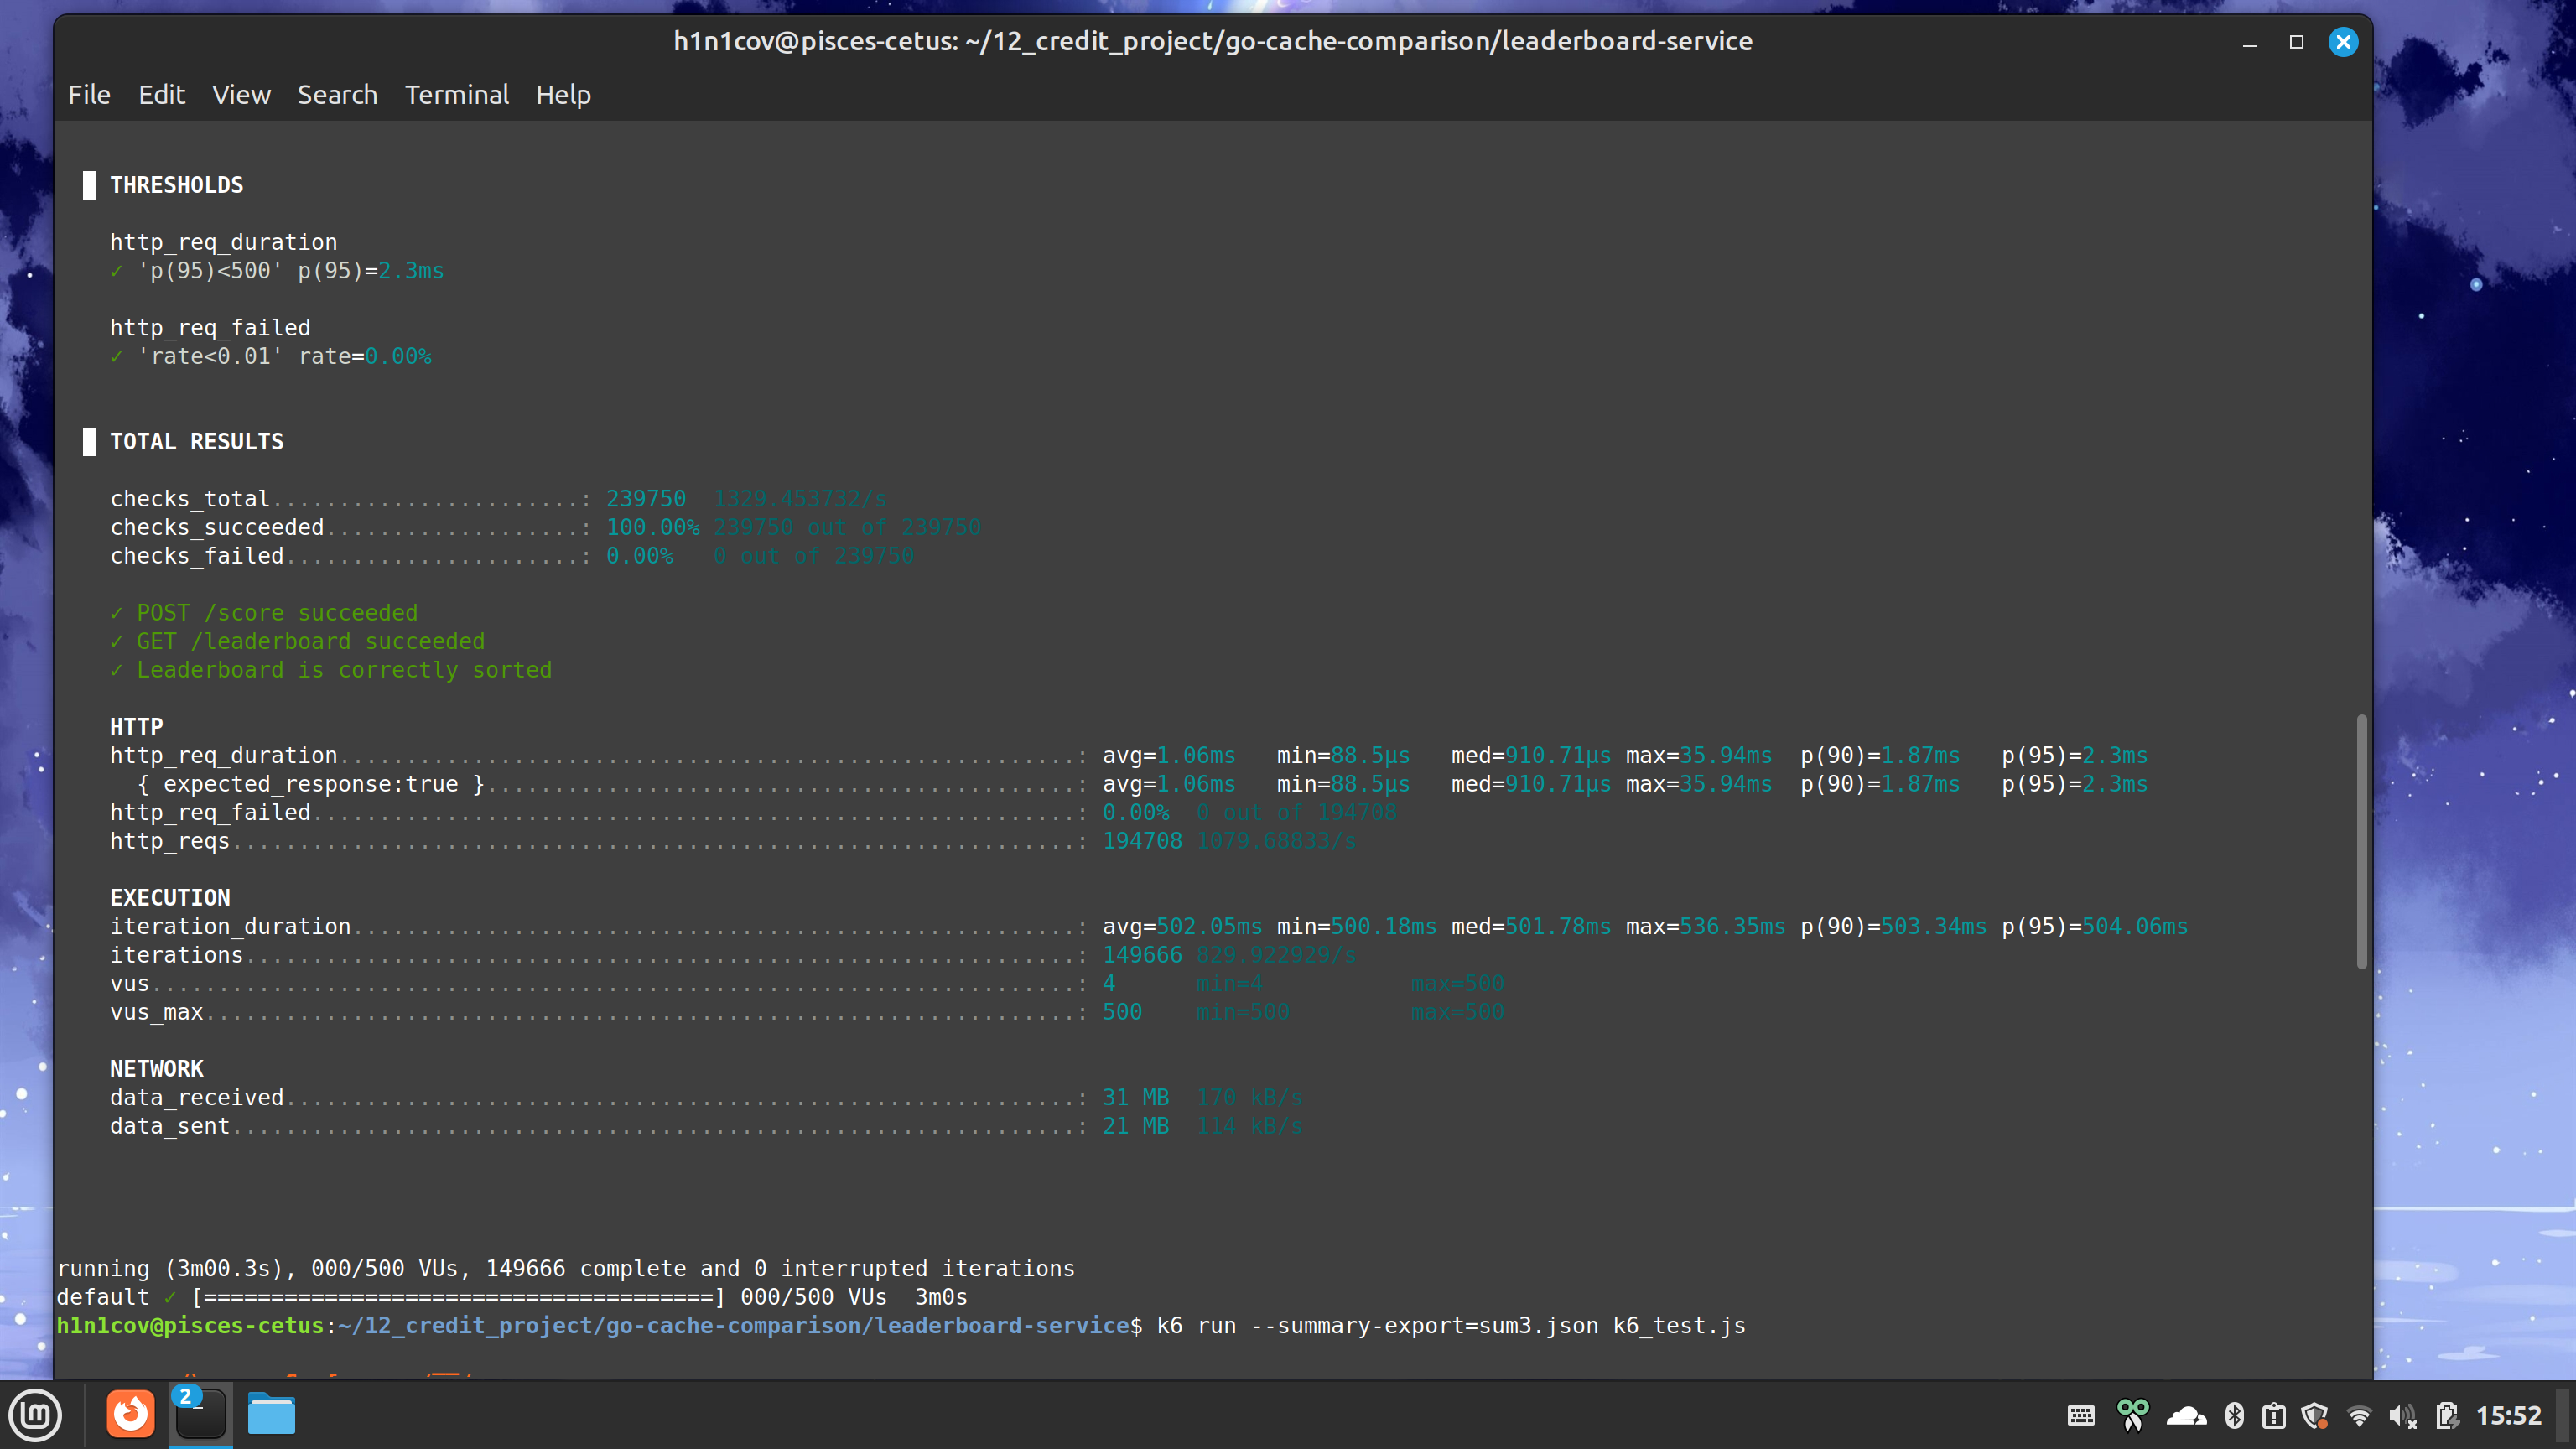 h1n1cov@pisces-cetus: ~/12_credit_project/go-cache-comparison/leaderboard-service
File Edit View Search Terminal Help
THRESHOLDS
http_req_duration
✓ 'p(95)<500' p(95)=2.3ms
http_req_failed
✓ 'rate<0.01' rate=0.00%
TOTAL RESULTS
checks_total.......................: 239750 1329.453732/s
checks_succeeded...................: 100.00% 239750 out of 239750
checks_failed......................: 0.00% 0 out of 239750
✓ POST /score succeeded
✓ GET /leaderboard succeeded
✓ Leaderboard is correctly sorted
HTTP
http_req_duration.......................................................: avg=1.06ms min=88.5µs med=910.71µs max=35.94ms p(90)=1.87ms p(95)=2.3ms
{ expected_response:true }............................................: avg=1.06ms min=88.5µs med=910.71µs max=35.94ms p(90)=1.87ms p(95)=2.3ms
http_req_failed.........................................................: 0.00% 0 out of 194708
http_reqs...............................................................: 194708 1079.68833/s
EXECUTION
iteration_duration......................................................: avg=502.05ms min=500.18ms med=501.78ms max=536.35ms p(90)=503.34ms p(95)=504.06ms
iterations..............................................................: 149666 829.922929/s
vus.....................................................................: 4 min=4 max=500
vus_max.................................................................: 500 min=500 max=500
NETWORK
data_received...........................................................: 31 MB 170 kB/s
data_sent...............................................................: 21 MB 114 kB/s
running (3m00.3s), 000/500 VUs, 149666 complete and 0 interrupted iterations
default ✓ [======================================] 000/500 VUs 3m0s
h1n1cov@pisces-cetus:~/12_credit_project/go-cache-comparison/leaderboard-service$ k6 run --summary-export=sum3.json k6_test.js
2
15:52